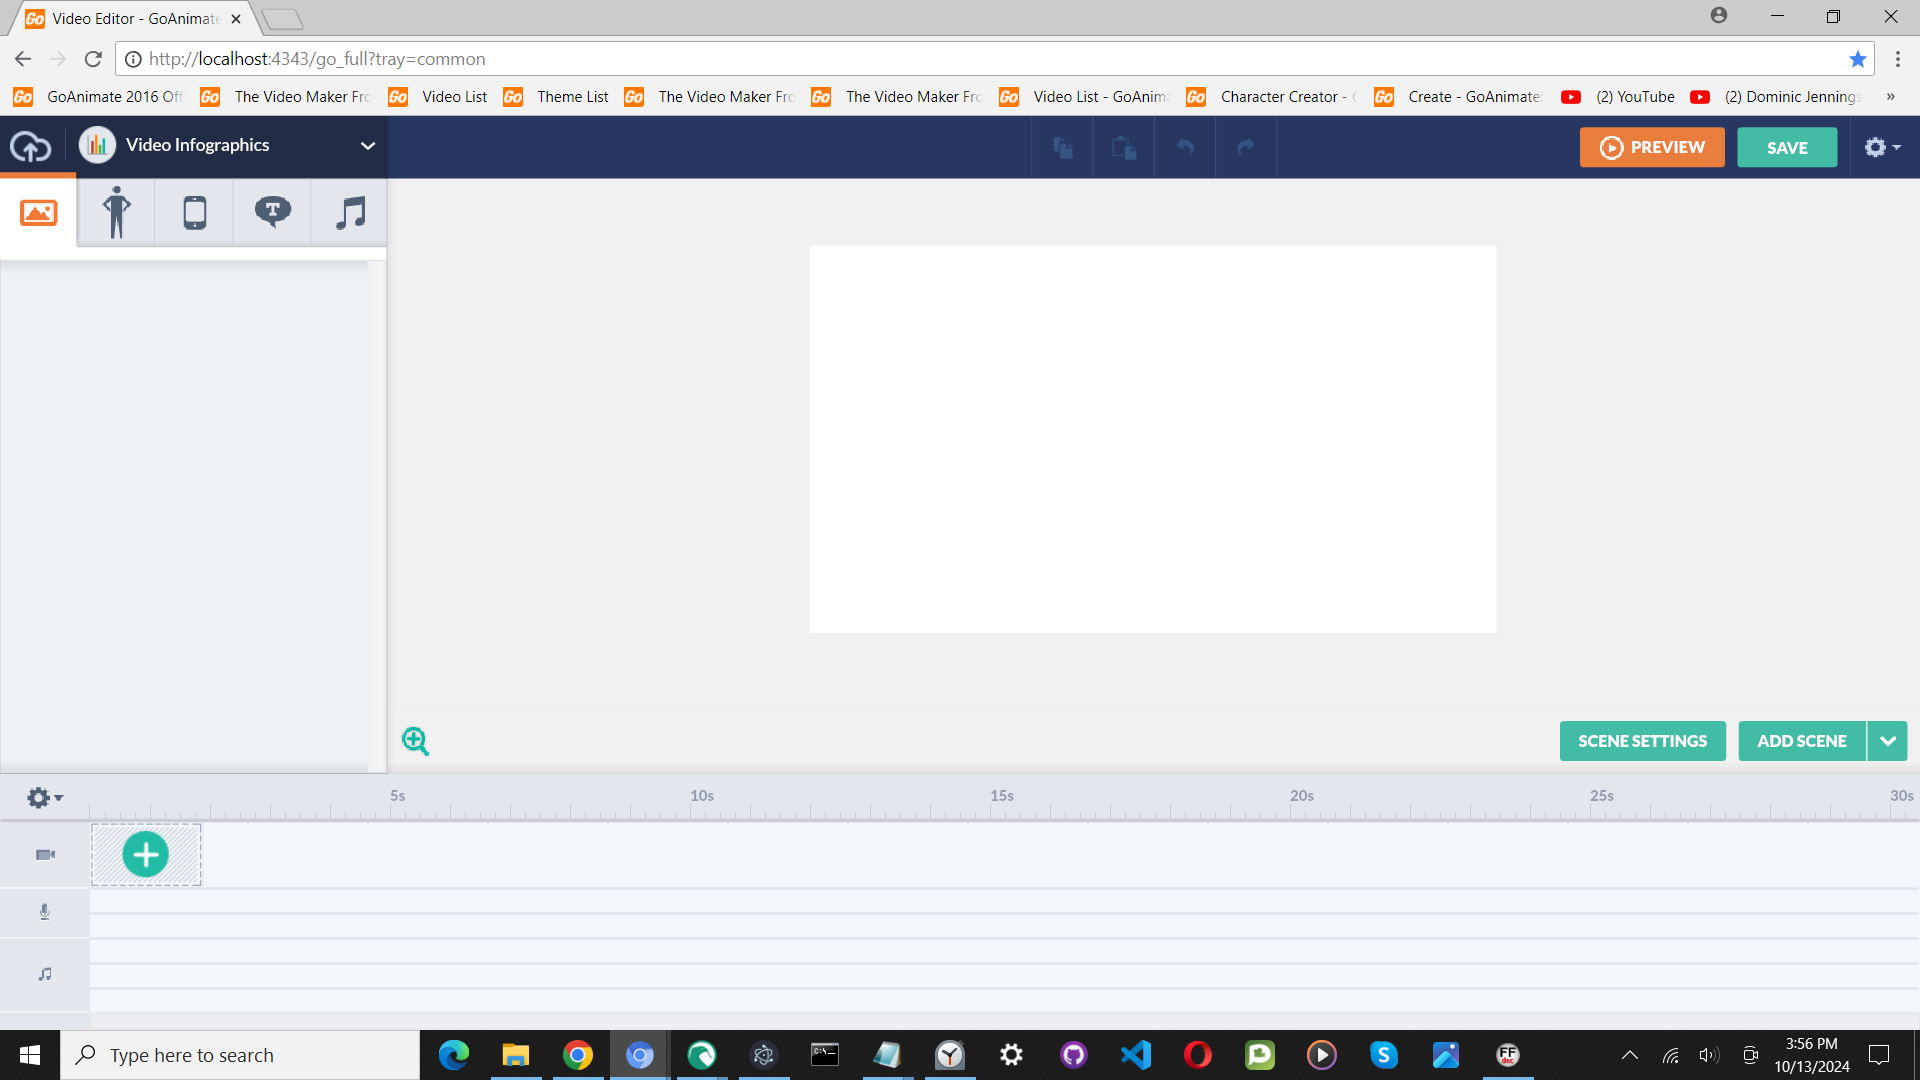 Go Video Editor - GoAnimate
http://localhost:4343/go_full?tray=common
Go GoAnimate 2016 Off Go The Video Maker Fro Go Video List Go Theme List Go The Video Maker Fro Go The Video Maker Fro Go Video List - GoAnima Go Character Creator - Go Create - GoAnimate: (2) YouTube (2) Dominic Jennings »
Video Infographics PREVIEW SAVE
T
SCENE SETTINGS ADD SCENE
5s 10s 15s 20s 25s 30s
3:56 PM
Type here to search
10/13/2024
FF
dec